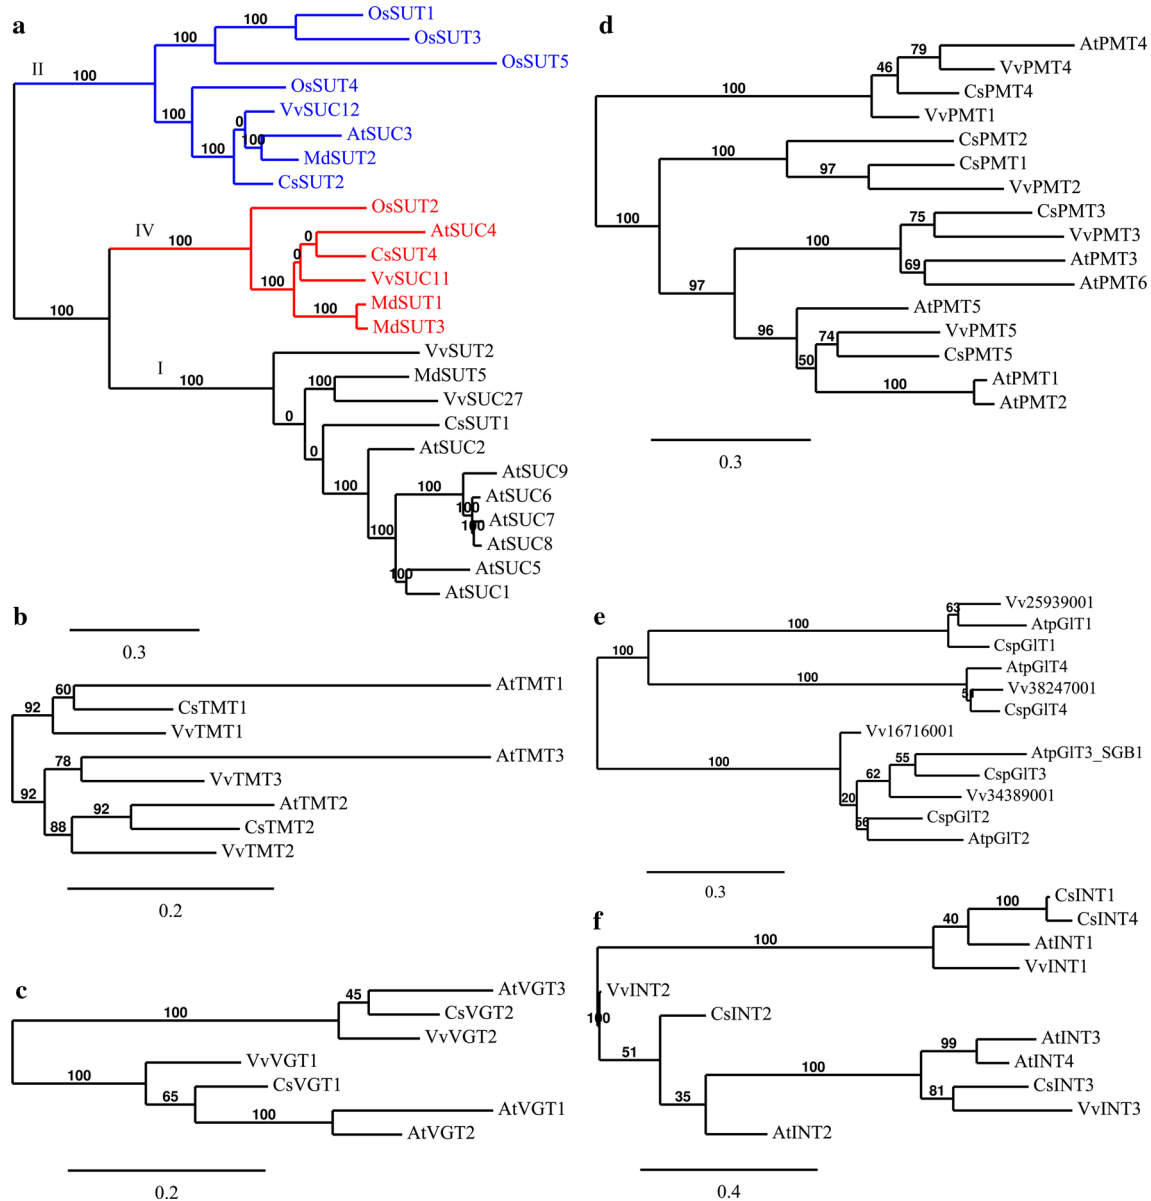 a
II
100
100
100
OsSUT1
OsSUT3
OsSUT5
100
OsSUT4
100
0
VvSUC12
100
AtSUC3
MdSUT2
CsSUT2
100
IV
100
OsSUT2
100
0
0
AtSUC4
CsSUT4
VvSUC11
100
MdSUT1
MdSUT3
I
100
VvSUT2
0
100
MdSUT5
VvSUC27
0
CsSUT1
100
AtSUC2
100
100
AtSUC9
100
AtSUC6
100
AtSUC7
AtSUC8
100
AtSUC5
AtSUC1
0.3
b
92
60
AtTMT1
CsTMT1
VvTMT1
92
78
AtTMT3
VvTMT3
88
92
AtTMT2
CsTMT2
VvTMT2
0.2
c
100
45
AtVGT3
CsVGT2
VvVGT2
100
VvVGT1
65
CsVGT1
100
AtVGT1
AtVGT2
0.2
d
100
46
79
AtPMT4
VvPMT4
CsPMT4
VvPMT1
100
100
CsPMT2
97
CsPMT1
VvPMT2
97
100
75
CsPMT3
VvPMT3
69
AtPMT3
AtPMT6
96
AtPMT5
50
74
VvPMT5
CsPMT5
100
AtPMT1
AtPMT2
0.3
e
100
100
63
Vv25939001
AtpGlT1
CspGlT1
100
AtpGlT4
51
Vv38247001
CspGlT4
100
Vv16716001
20
62
55
AtpGlT3_SGB1
CspGlT3
Vv34389001
56
CspGlT2
AtpGlT2
0.3
f
100
40
100
CsINT1
CsINT4
AtINT1
VvINT1
100
VvINT2
51
CsINT2
35
100
99
AtINT3
AtINT4
81
CsINT3
VvINT3
AtINT2
0.4